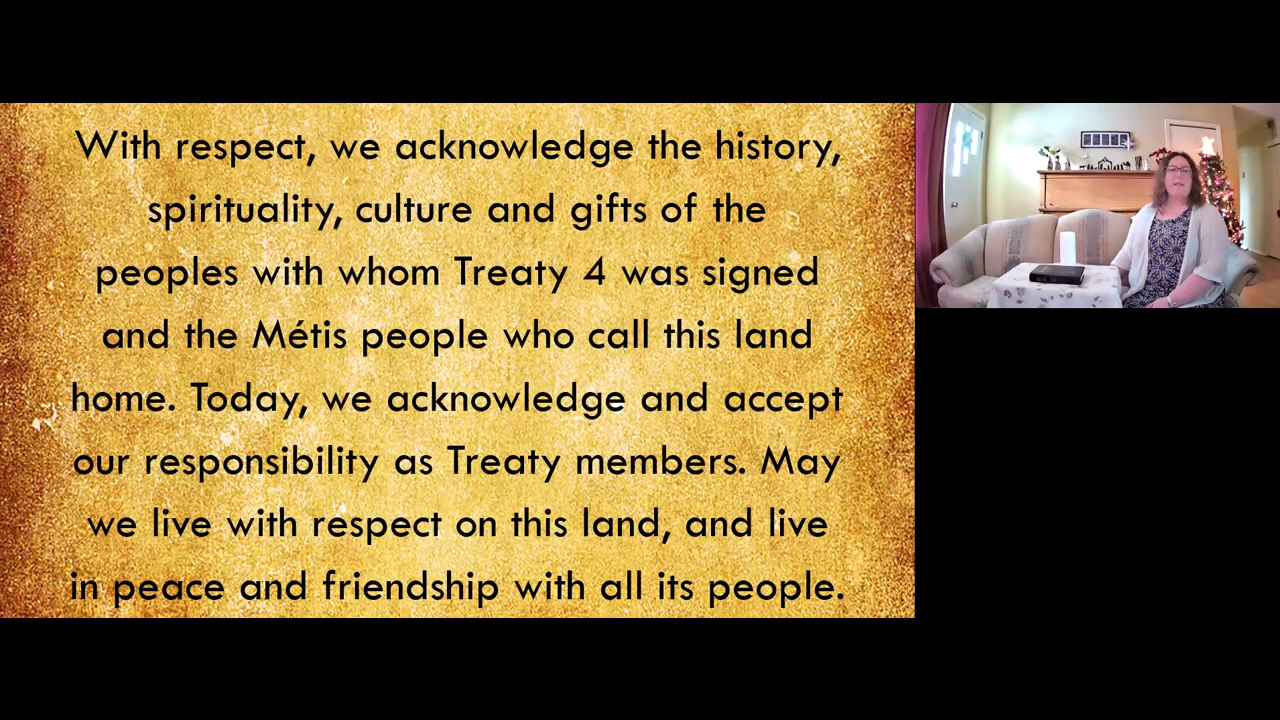 With respect, we acknowledge the history,
spirituality, culture and gifts of the
peoples with whom Treaty 4 was signed
and the Métis people who call this land
home. Today, we acknowledge and accept
our responsibility as Treaty members. May
we live with respect on this land, and live
in peace and friendship with all its people.